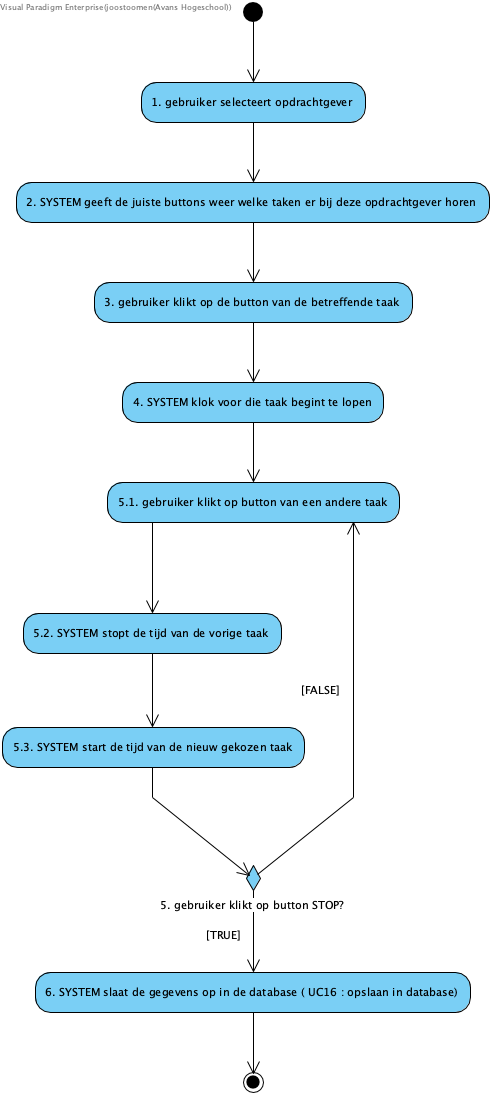 Visual Paradigm Enterprise(joostoomen(Avans Hogeschool))
1. gebruiker selecteert opdrachtgever
2. SYSTEM geeft de juiste buttons weer welke taken er bij deze opdrachtgever horen
3. gebruiker klikt op de button van de betreffende taak
4. SYSTEM klok voor die taak begint te lopen
5.1. gebruiker klikt op button van een andere taak
5.2. SYSTEM stopt de tijd van de vorige taak
[FALSE]
5.3. SYSTEM start de tijd van de nieuw gekozen taak
5. gebruiker klikt op button STOP?
[TRUE]
6. SYSTEM slaat de gegevens op in de database ( UC16 : opslaan in database)